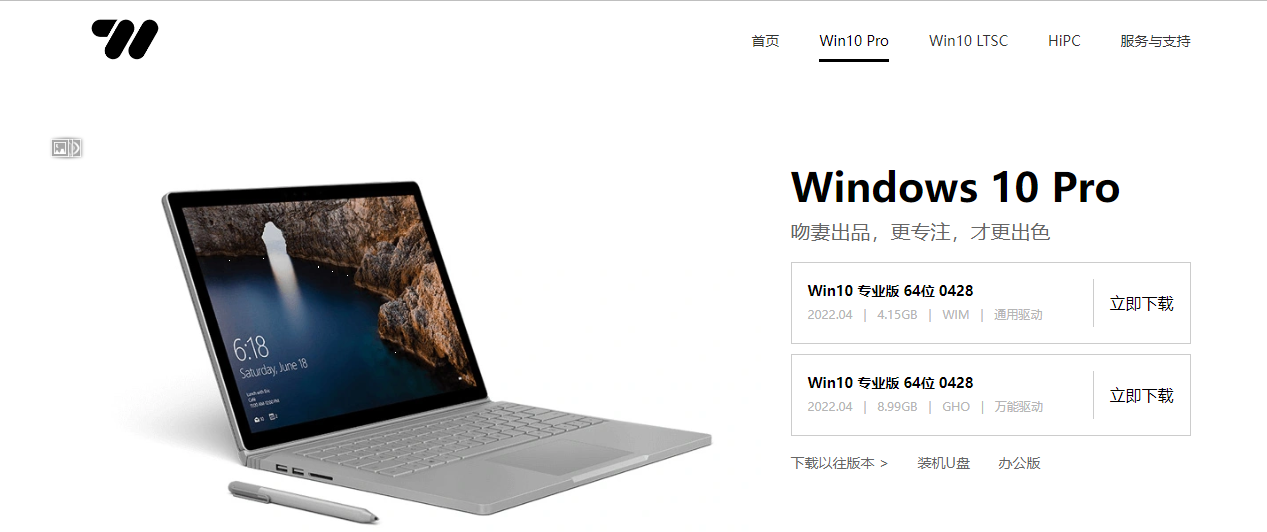 首页 Win10 Pro Win10 LTSC HiPC 服务与支持
Windows 10 Pro
吻妻出品，更专注，才更出色
Win10 专业版 64位 0428
2022.04 | 4.15GB | WIM | 通用驱动
立即下载
Win10 专业版 64位 0428
2022.04 | 8.99GB | GHO | 万能驱动
立即下载
下载以往版本 > 装机U盘 办公版
6:18
Saturday, June 18